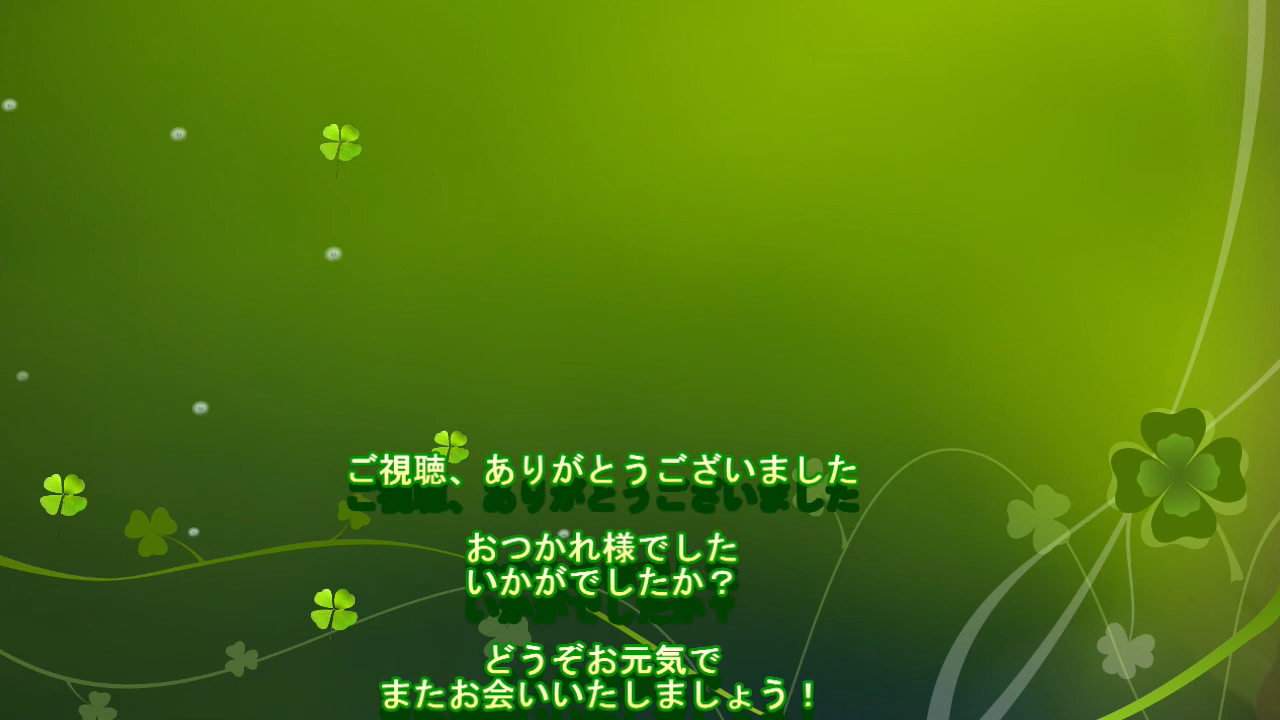 ご視聴、ありがとうございました
おつかれ様でした
いかがでしたか？
どうぞお元気で
またお会いいたしましょう！